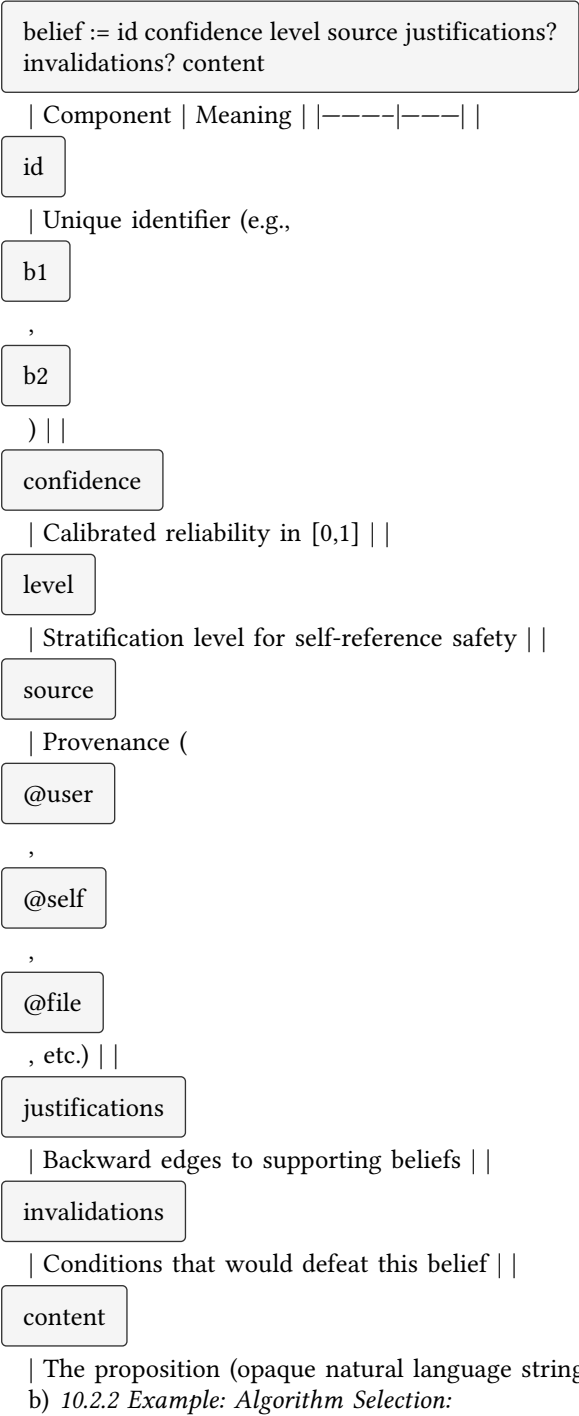 belief := id confidence level source justifications?
invalidations? content
| Component | Meaning | |————–|———| |
id
| Unique identifier (e.g.,
b1
,
b2
) | |
confidence
| Calibrated reliability in [0,1] | |
level
| Stratification level for self-reference safety | |
source
| Provenance (
@user
,
@self
,
@file
, etc.) | |
justifications
| Backward edges to supporting beliefs | |
invalidations
| Conditions that would defeat this belief | |
content
| The proposition (opaque natural language string
b) 10.2.2 Example: Algorithm Selection: